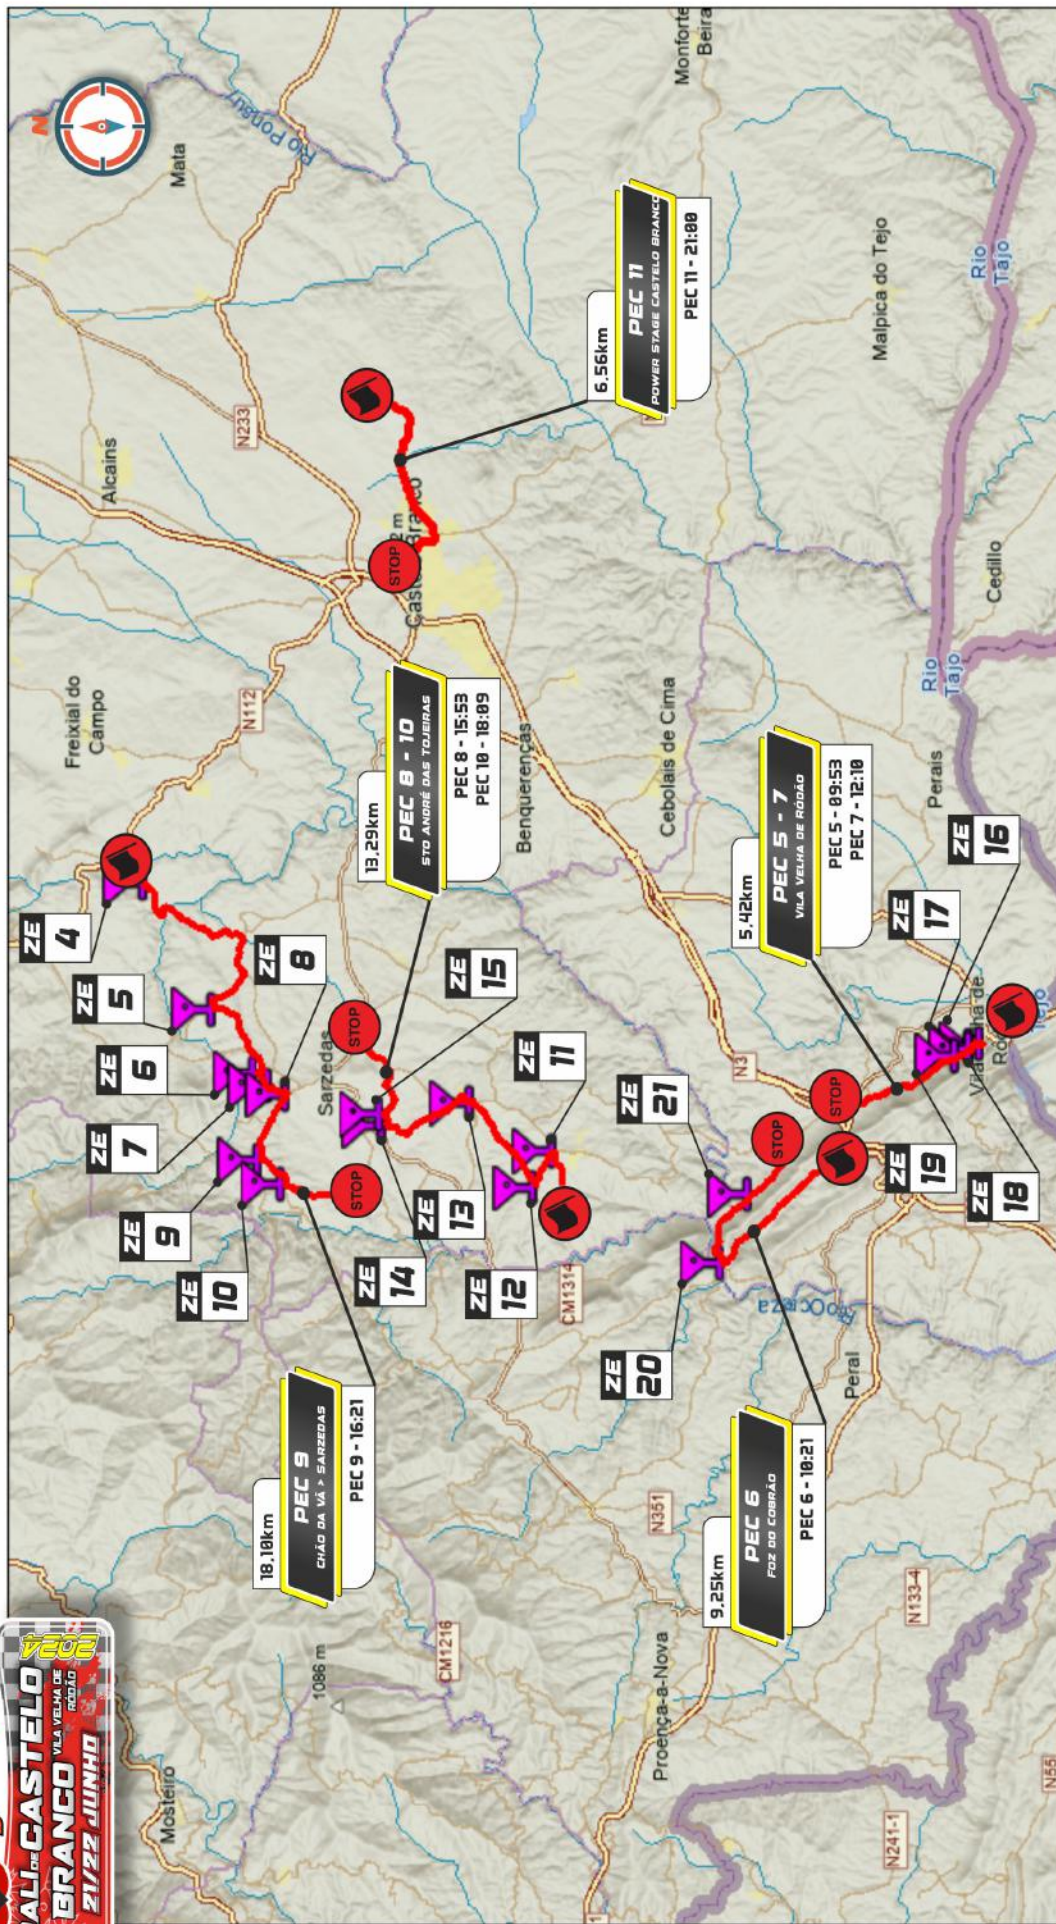 ALI DE CASTELO
BRANCO
VILA VELHA DE
RÓDÃO
2024
21/22 JUNHO
N
Mosteiro
1086 m
CM1216
Proença-a-Nova
N241-1
N133-4
N351
N55
1
18.10km
PEC 9
CHÃO DA VÃ > SARZEDAS
PEC 9 - 16:21
9.25km
PEC 6
FOZ DO COBRÃO
PEC 6 - 10:21
Peral
CM1314
ZE
4
ZE
5
ZE
6
ZE
7
ZE
8
ZE
9
ZE
10
ZE
11
ZE
12
ZE
13
ZE
14
ZE
15
ZE
16
ZE
17
ZE
18
ZE
19
ZE
20
ZE
21
STOP
STOP
STOP
STOP
STOP
Sarzedas
Freixial do
Campo
N112
13.29km
PEC 8 - 10
STO ANDRÉ DAS TOJEIRAS
PEC 8 - 15:53
PEC 10 - 18:09
Benquerenças
Cebolais de Cima
N3
5.42km
PEC 5 - 7
VILA VELHA DE RÓDÃO
PEC 5 - 09:53
PEC 7 - 12:10
Perais
Rio
Tajo
Cedillo
Alcains
N233
6.56km
PEC 11
POWER STAGE CASTELO BRANCO
PEC 11 - 21:00
Mata
Rio Ponsul
Monforte
Beira
Malpica do Tejo
Rio
Tajo